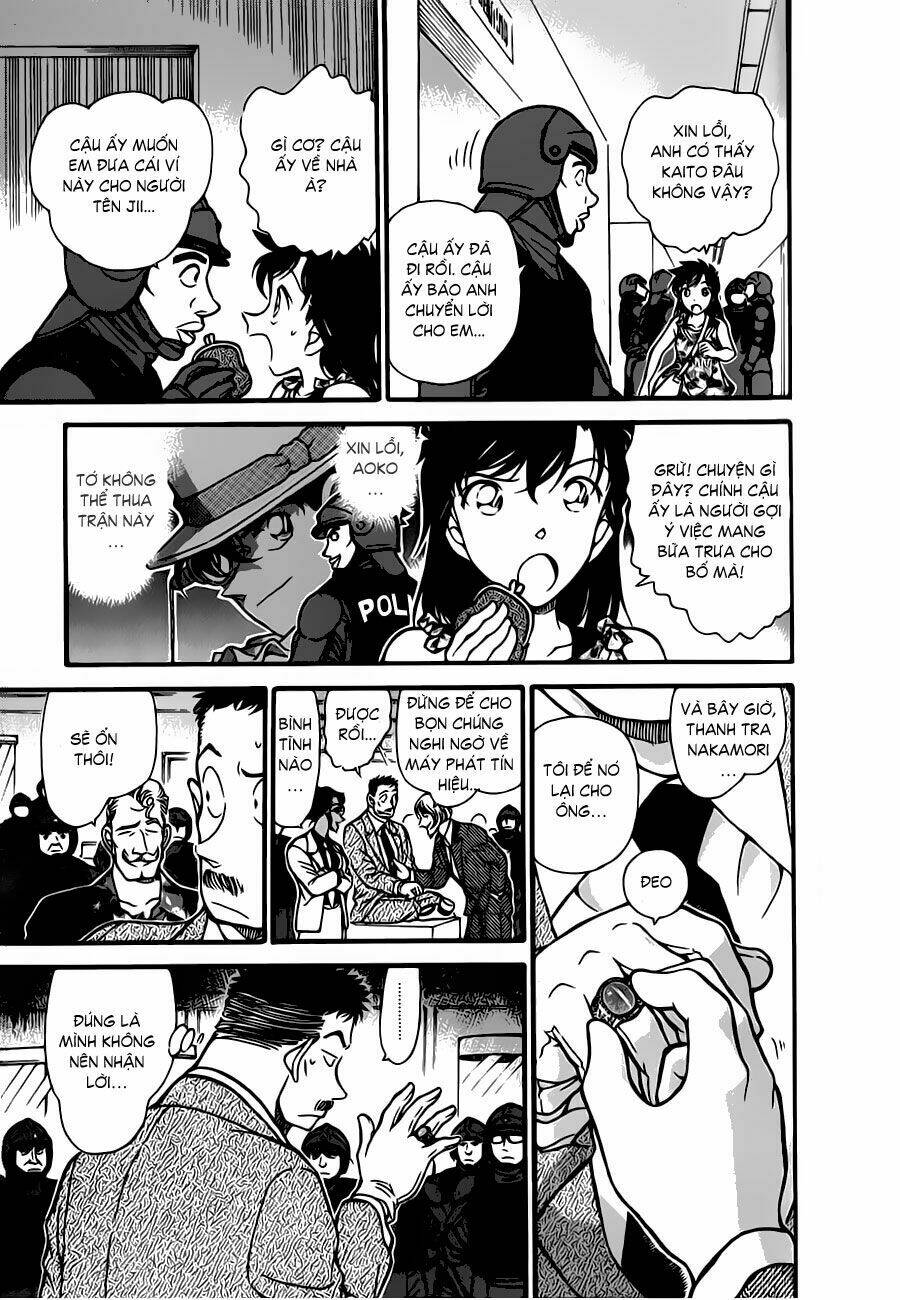 XIN LỖI,
ANH CÓ THẤY
KAITO ĐÂU
KHÔNG VẬY?
CẬU ẤY ĐÃ
ĐI RỒI. CẬU
ẤY BẢO ANH
CHUYỂN LỜI
CHO EM...
GÌ CƠ? CẬU
ẤY VỀ NHÀ
À?
CẬU ẤY MUỐN
EM ĐƯA CÁI VÍ
NÀY CHO NGƯỜI
TÊN JII...
GRỪ! CHUYỆN GÌ
ĐÂY? CHÍNH CẬU
ẤY LÀ NGƯỜI GỢI
Ý VIỆC MANG
BỮA TRƯA CHO
BỐ MÀ!
XIN LỖI,
AOKO
...
TỚ KHÔNG
THỂ THUA
TRẬN NÀY
...
POLI
VÀ BÂY GIỜ,
THANH TRA
NAKAMORI
...
TÔI ĐỂ NÓ
LẠI CHO
ÔNG...
ĐEO
ĐỪNG ĐỂ CHO
BỌN CHÚNG
NGHI NGỜ VỀ
MÁY PHÁT TÍN
HIỆU...
ĐƯỢC
RỒI...
BÌNH
TĨNH
NÀO
SẼ ỔN
THÔI!
.........
ĐÚNG LÀ
MÌNH KHÔNG
NÊN NHẬN
LỜI...